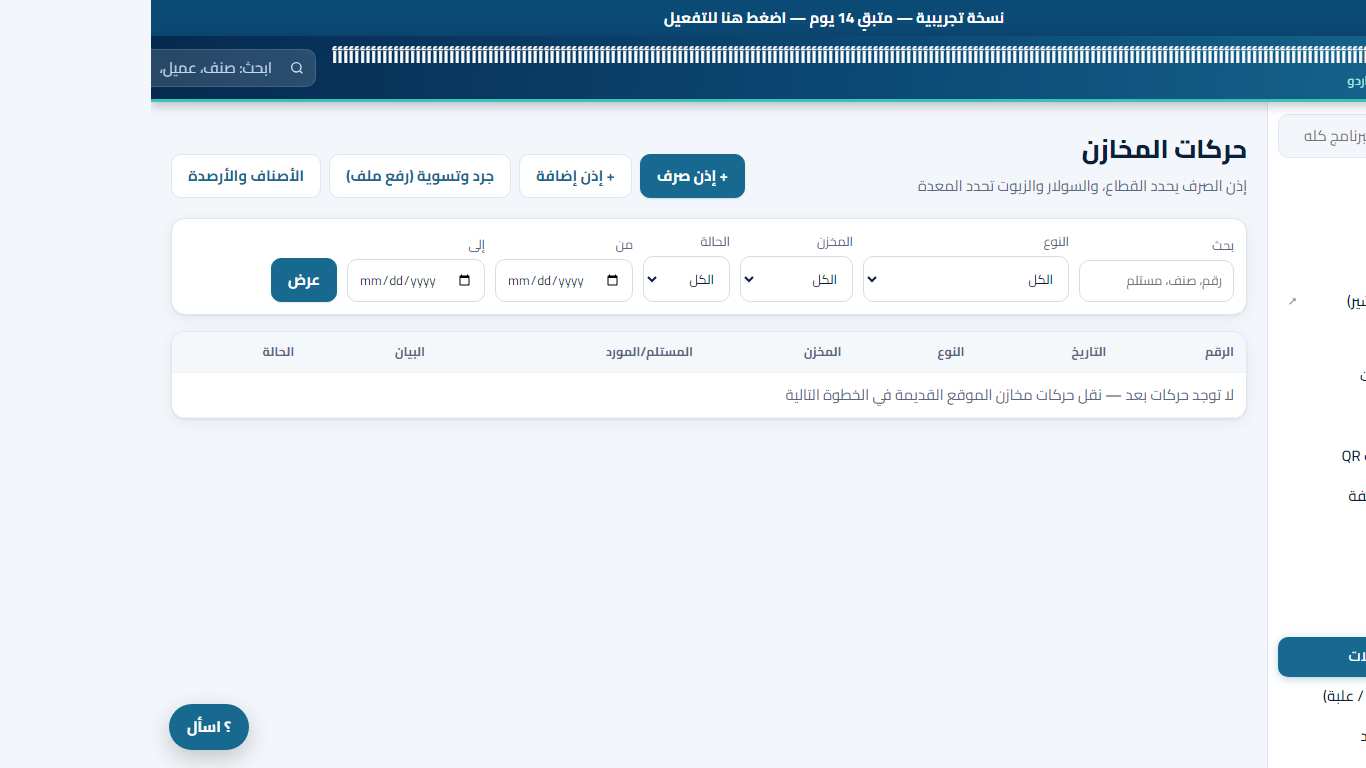 نسخة تجريبية — متبقٍ 14 يوم — اضغط هنا للتفعيل
ابحث: صنف، عميل،
حركات المخازن
إذن الصرف يحدد القطاع، والسولار والزيوت تحدد المعدة
+ إذن صرف
+ إذن إضافة
جرد وتسوية (رفع ملف)
الأصناف والأرصدة
بحث
النوع
المخزن
الحالة
من
إلى
رقم، صنف، مستلم
الكل
الكل
الكل
mm/dd/yyyy
mm/dd/yyyy
عرض
الرقم
التاريخ
النوع
المخزن
المستلم/المورد
البيان
الحالة
لا توجد حركات بعد — نقل حركات مخازن الموقع القديمة في الخطوة التالية
كله
QR
/ علبة)
؟ اسأل